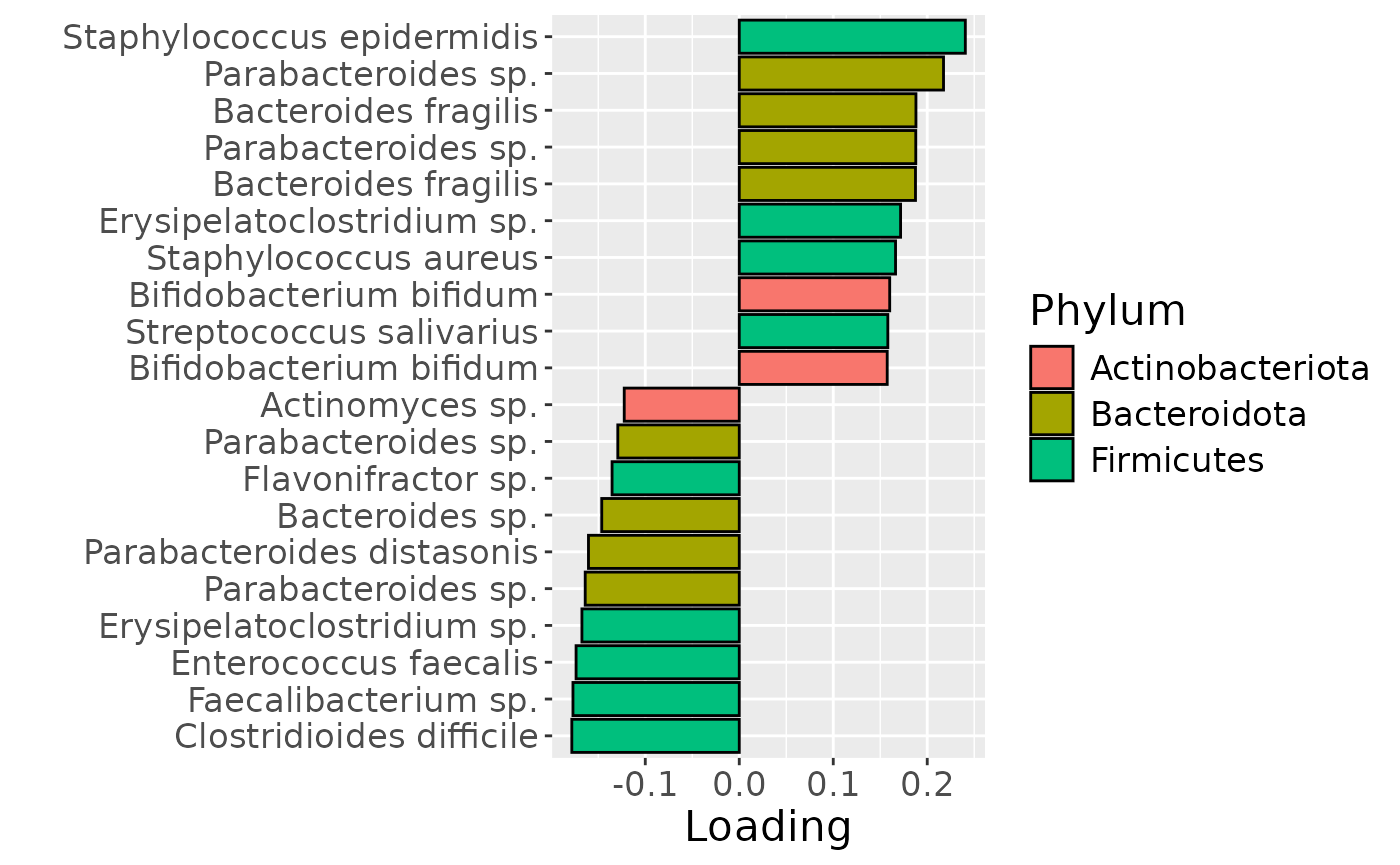 Staphylococcus epidermidis
Parabacteroides sp.
Bacteroides fragilis
Parabacteroides sp.
Bacteroides fragilis
Erysipelatoclostridium sp.
Staphylococcus aureus
Bifidobacterium bifidum
Streptococcus salivarius
Bifidobacterium bifidum
Actinomyces sp.
Parabacteroides sp.
Flavonifractor sp.
Bacteroides sp.
Parabacteroides distasonis
Parabacteroides sp.
Erysipelatoclostridium sp.
Enterococcus faecalis
Faecalibacterium sp.
Clostridioides difficile
-0.1 0.0 0.1 0.2
Loading
Phylum
Actinobacteriota
Bacteroidota
Firmicutes